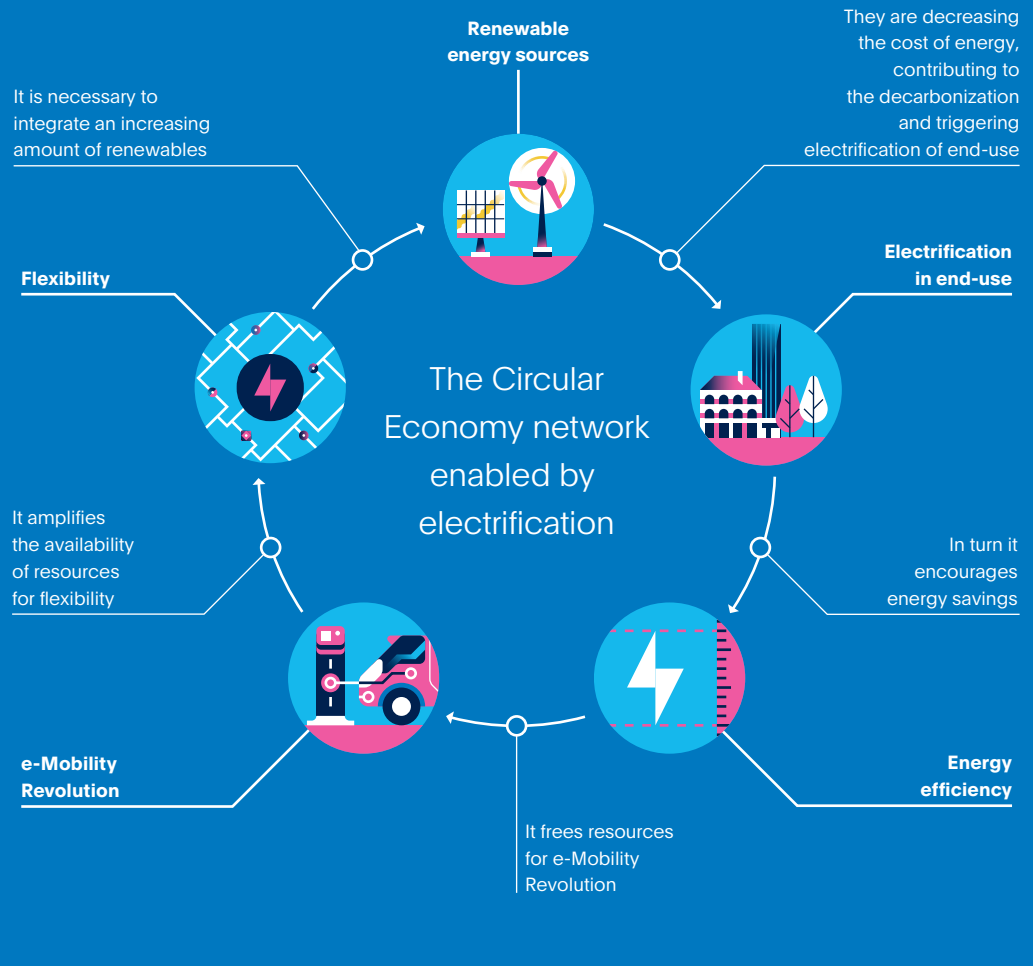 Renewable
energy sources
They are decreasing
the cost of energy,
contributing to
the decarbonization
and triggering
electrification of end-use
Electrification
in end-use
In turn it
encourages
energy savings
Energy
efficiency
It frees resources
for e-Mobility
Revolution
e-Mobility
Revolution
It amplifies
the availability
of resources
for flexibility
Flexibility
It is necessary to
integrate an increasing
amount of renewables
The Circular
Economy network
enabled by
electrification